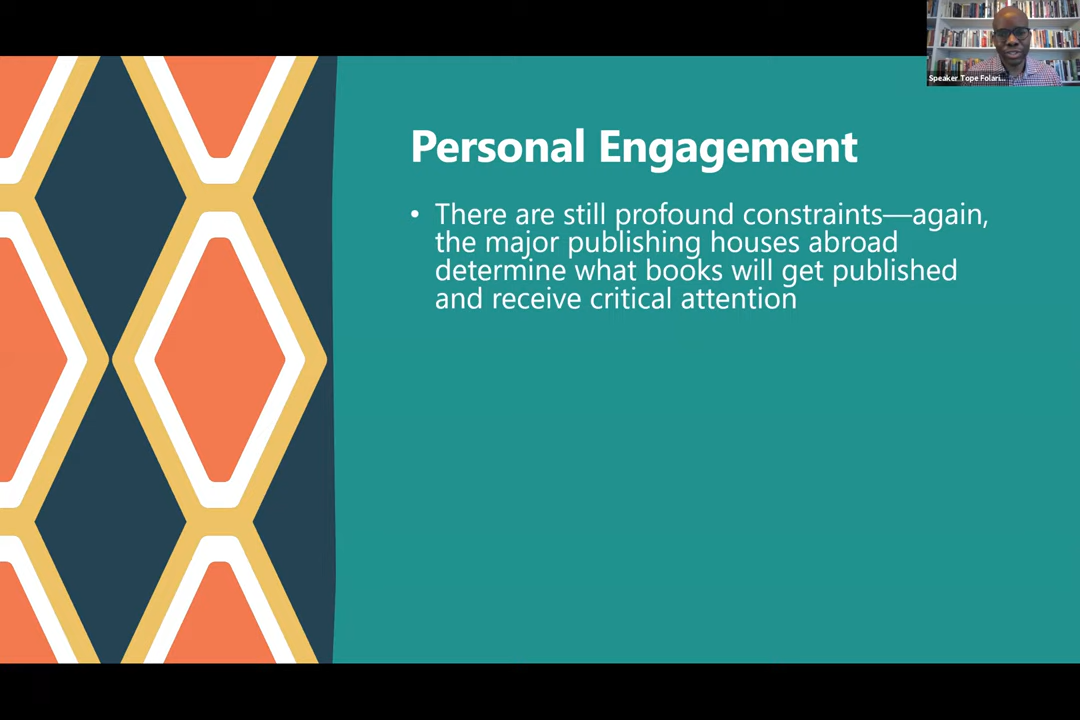 Speaker Tope Folari...
Personal Engagement
• There are still profound constraints—again,
the major publishing houses abroad
determine what books will get published
and receive critical attention